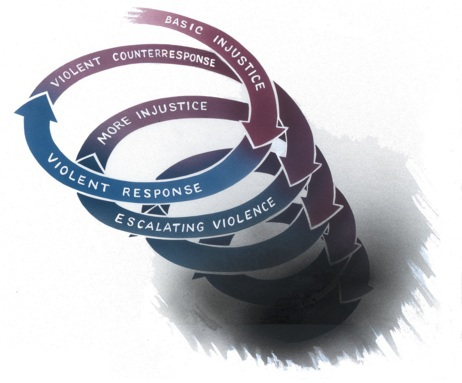 BASIC INJUSTICE
VIOLENT RESPONSE
VIOLENT COUNTERRESPONSE
MORE INJUSTICE
ESCALATING VIOLENCE